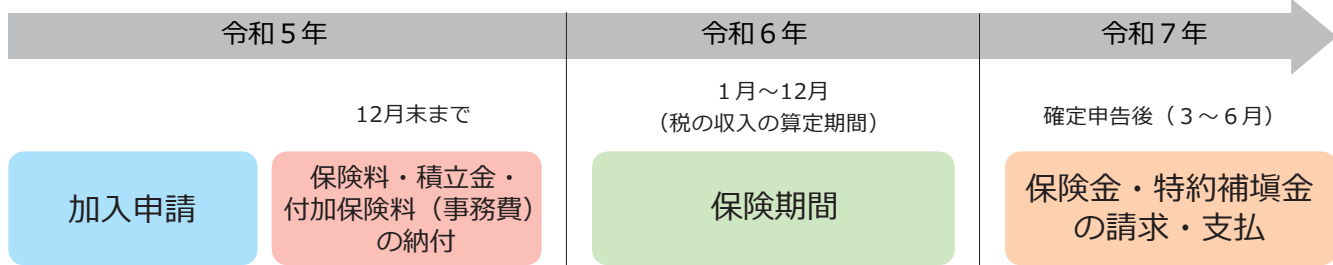 令和５年
令和６年
令和７年
12月末まで
１月～12月
（税の収入の算定期間）
確定申告後（３～６月）
加入申請
保険料・積立金・
付加保険料（事務費）
の納付
保険期間
保険金・特約補塡金
の請求・支払